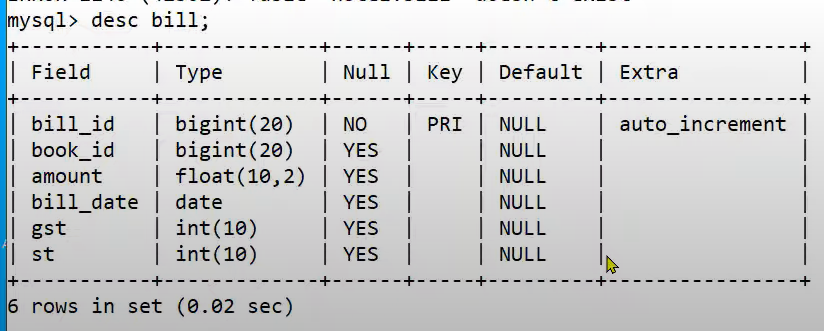 mysql> desc bill;
+-----------+-------------+------+-----+---------+----------------+
| Field     | Type        | Null | Key | Default | Extra          |
+-----------+-------------+------+-----+---------+----------------+
| bill_id   | bigint(20)  | NO   | PRI | NULL    | auto_increment |
| book_id   | bigint(20)  | YES  |     | NULL    |                |
| amount    | float(10,2) | YES  |     | NULL    |                |
| bill_date | date        | YES  |     | NULL    |                |
| gst       | int(10)     | YES  |     | NULL    |                |
| st        | int(10)     | YES  |     | NULL    |                |
+-----------+-------------+------+-----+---------+----------------+
6 rows in set (0.02 sec)